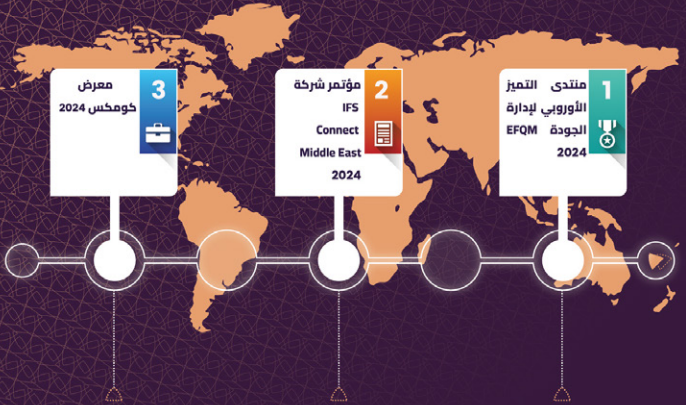 1
منتدى التميز
الأوروبي لإدارة
الجودة EFQM
2024
2
مؤتمر شركة
IFS
Connect
Middle East
2024
3
معرض
كومكس 2024